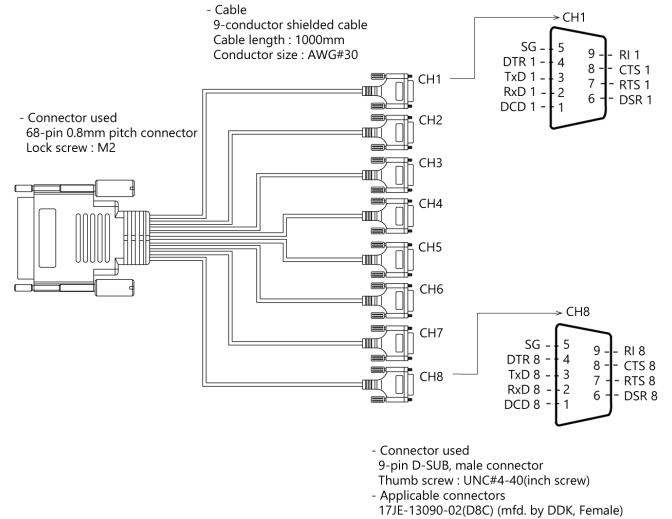 - Cable
9-conductor shielded cable
Cable length : 1000mm
Conductor size : AWG#30
- Connector used
68-pin 0.8mm pitch connector
Lock screw : M2
CH1
CH2
CH3
CH4
CH5
CH6
CH7
CH8
CH1
SG 5
DTR 1 4
TxD 1 3
RxD 1 2
DCD 1 1
9 RI 1
8 CTS 1
7 RTS 1
6 DSR 1
CH8
SG 5
DTR 8 4
TxD 8 3
RxD 8 2
DCD 8 1
9 RI 8
8 CTS 8
7 RTS 8
6 DSR 8
- Connector used
9-pin D-SUB, male connector
Thumb screw : UNC#4-40(inch screw)
- Applicable connectors
17JE-13090-02(D8C) (mfd. by DDK, Female)